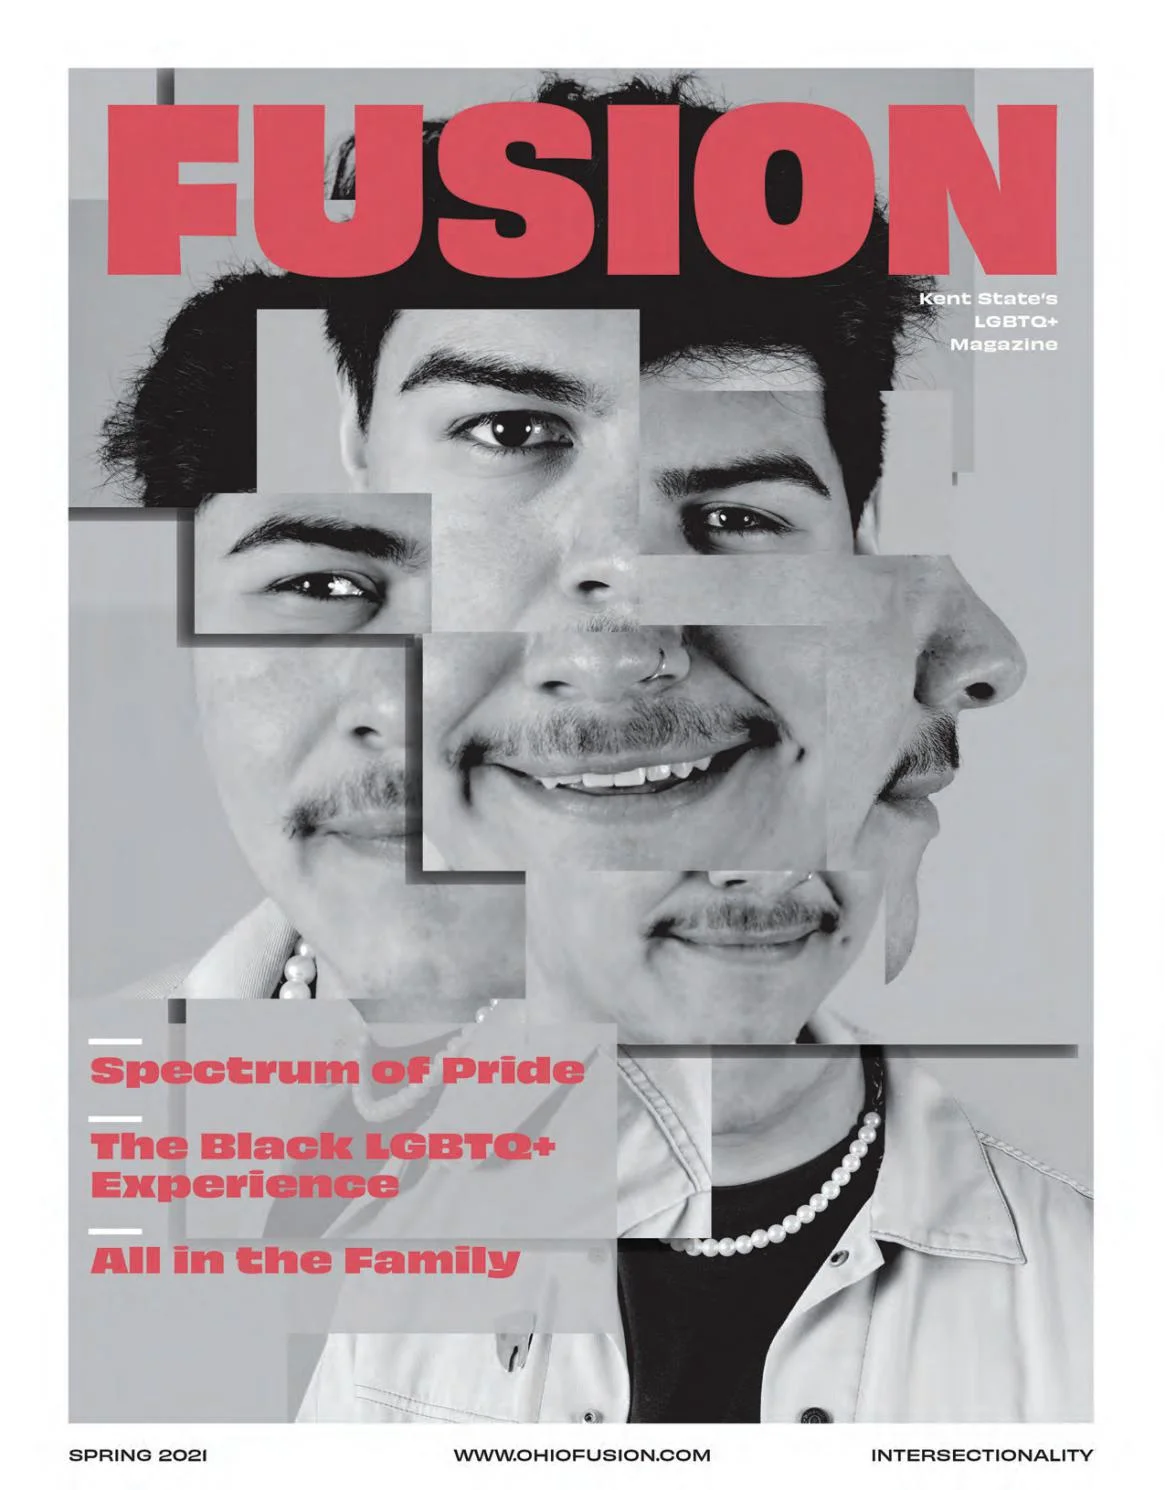 FUSION
Kent State's
LGBTQ+
Magazine
Spectrum of Pride
The Black LGBTQ+
Experience
All in the Family
SPRING 2021
WWW.OHIOFUSION.COM
INTERSECTIONALITY